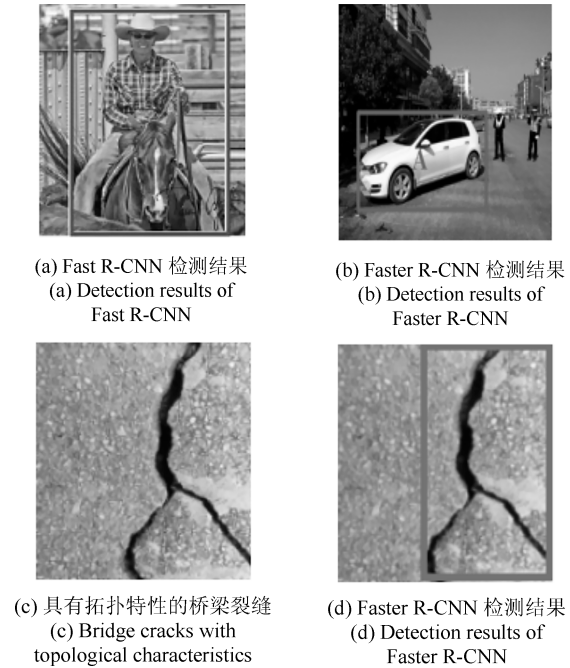 (a) Fast R-CNN 检测结果
(a) Detection results of
Fast R-CNN
(b) Faster R-CNN 检测结果
(b) Detection results of
Faster R-CNN
(c) 具有拓扑特性的桥梁裂缝
(c) Bridge cracks with
topological characteristics
(d) Faster R-CNN 检测结果
(d) Detection results of
Faster R-CNN